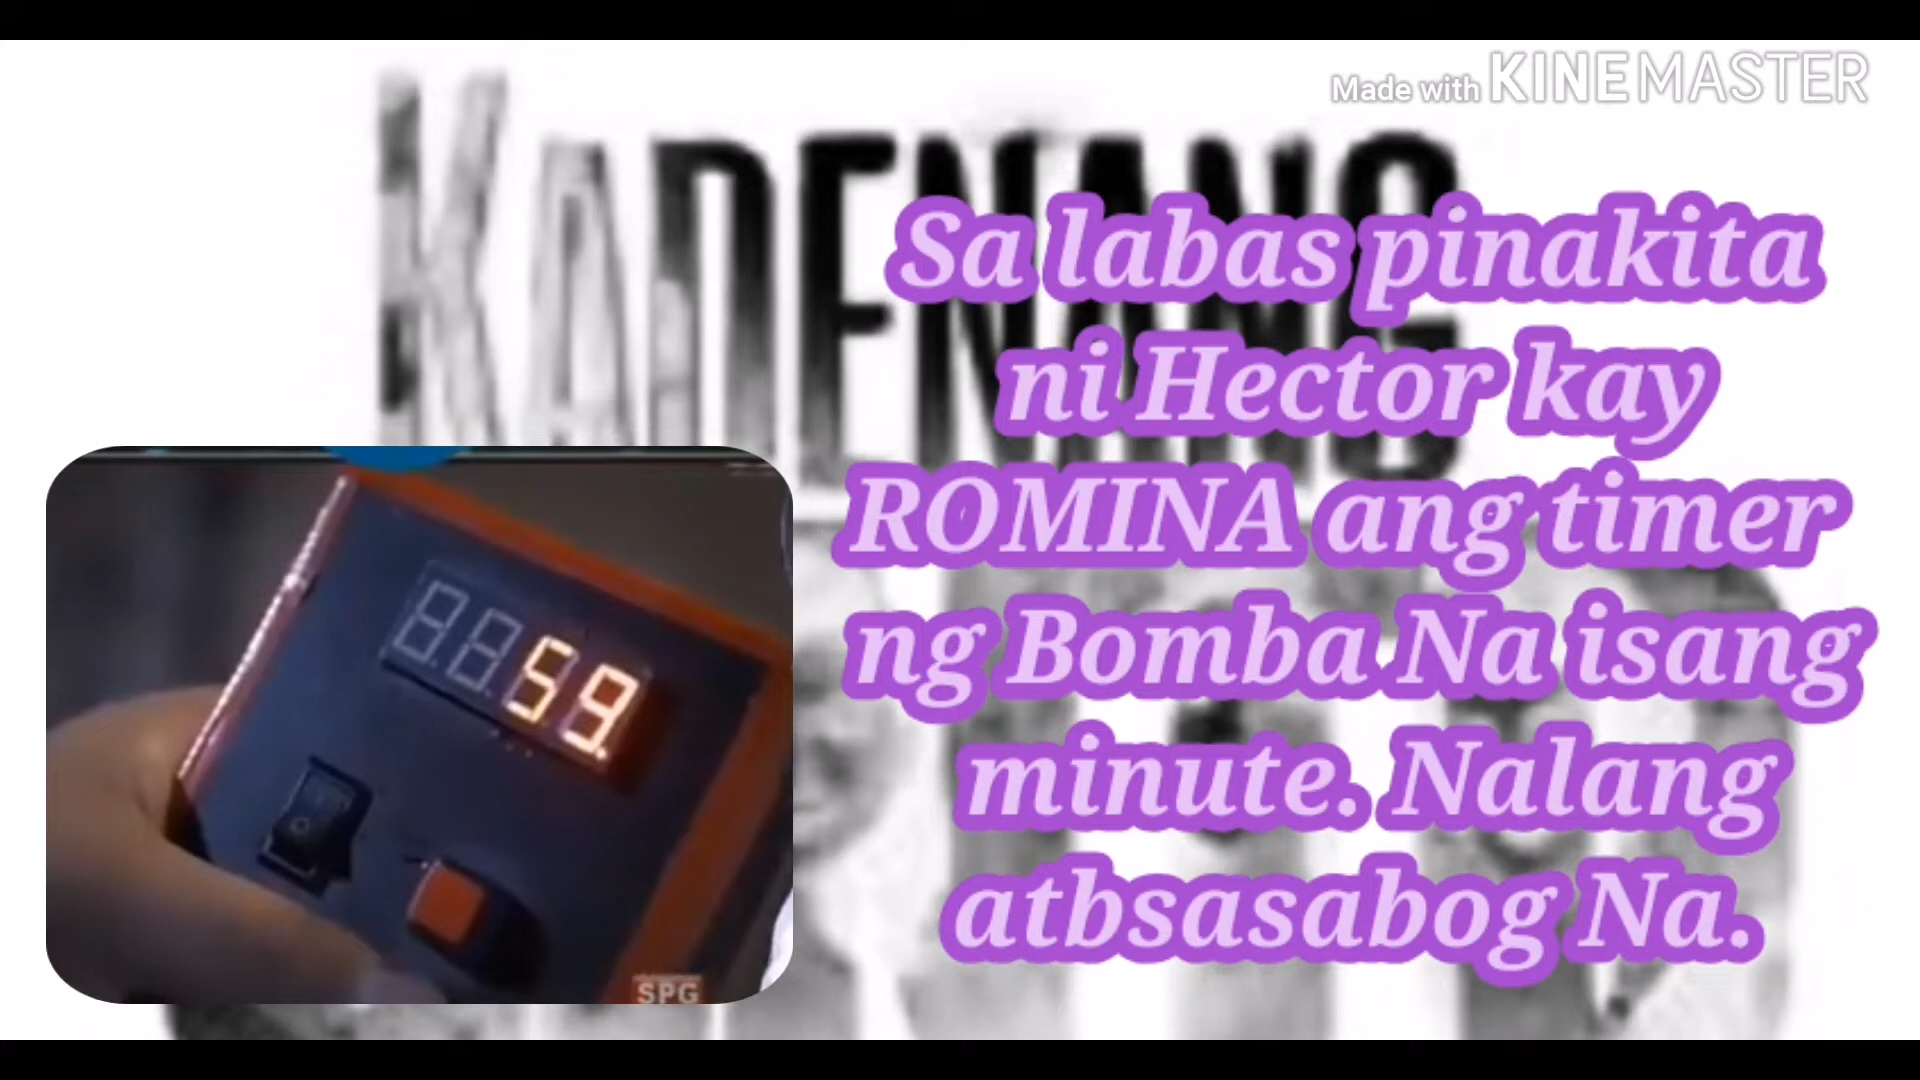 Made with KINEMASTER
KADENANG
Sa labas pinakita
ni Hector kay
ROMINA ang timer
ng Bomba Na isang
minute. Nalang
atbsasabog Na.
59
SPG